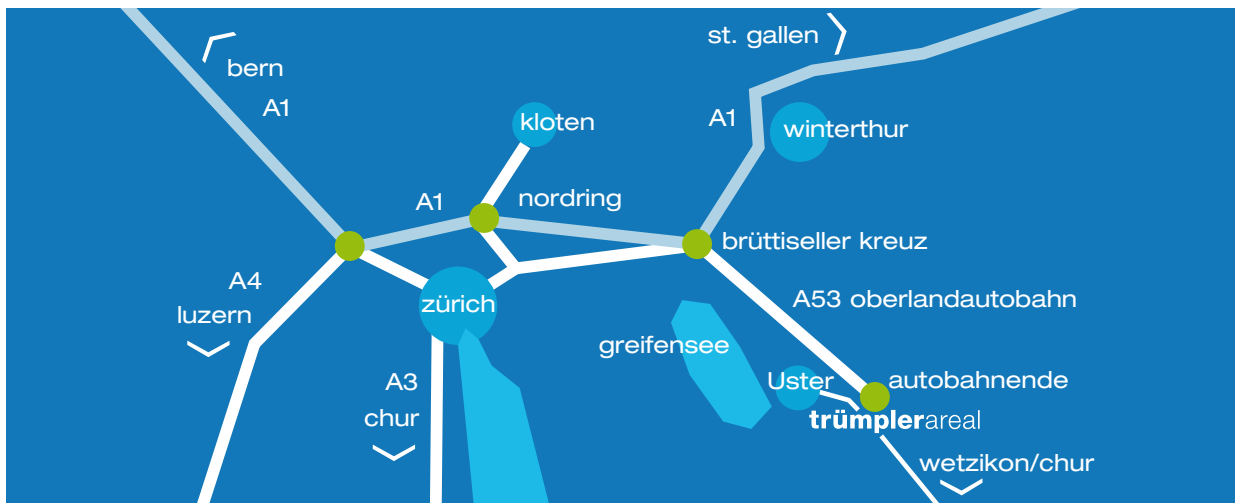 st. gallen
bern
A1
A1
kloten
winterthur
A1
nordring
brüttiseller kreuz
A4
luzern
zürich
A53 oberlandautobahn
greifensee
A3
chur
Uster
autobahnende
trümplerareal
wetzikon/chur